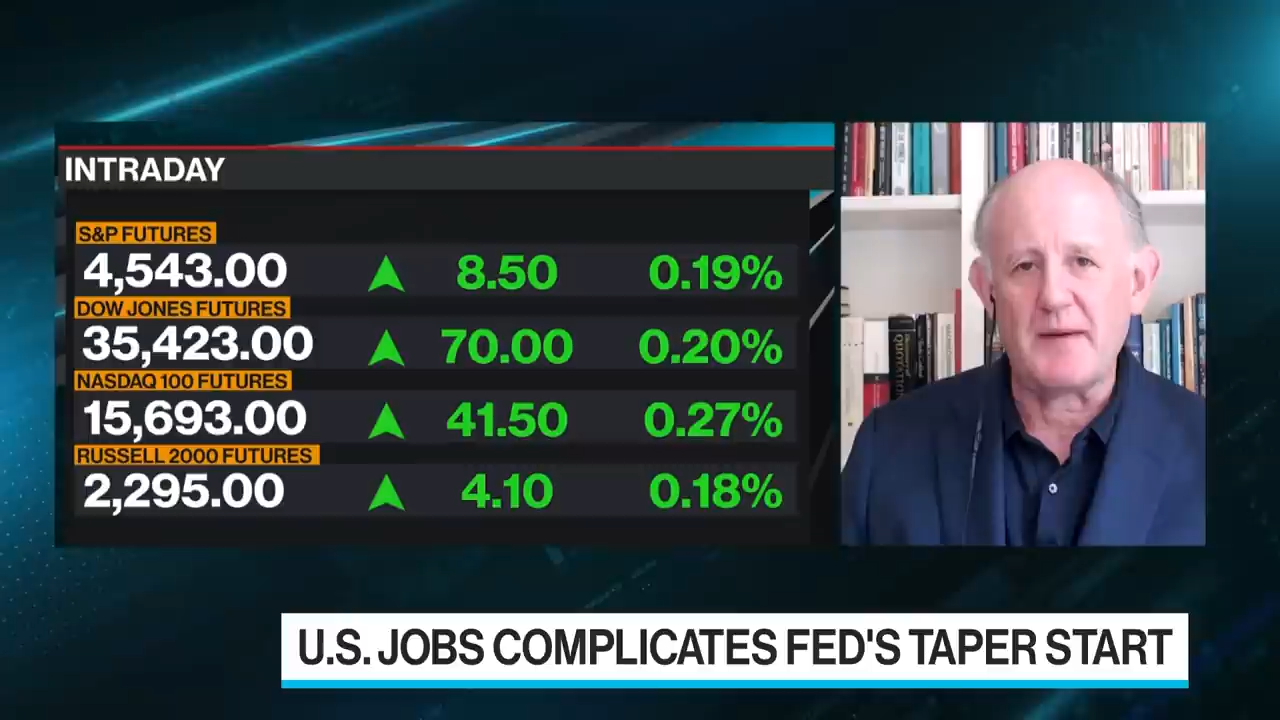 INTRADAY
S&P FUTURES
4,543.00 ▲ 8.50 0.19%
DOW JONES FUTURES
35,423.00 ▲ 70.00 0.20%
NASDAQ 100 FUTURES
15,693.00 ▲ 41.50 0.27%
RUSSELL 2000 FUTURES
2,295.00 ▲ 4.10 0.18%
QUOTATIONS
U.S. JOBS COMPLICATES FED'S TAPER START